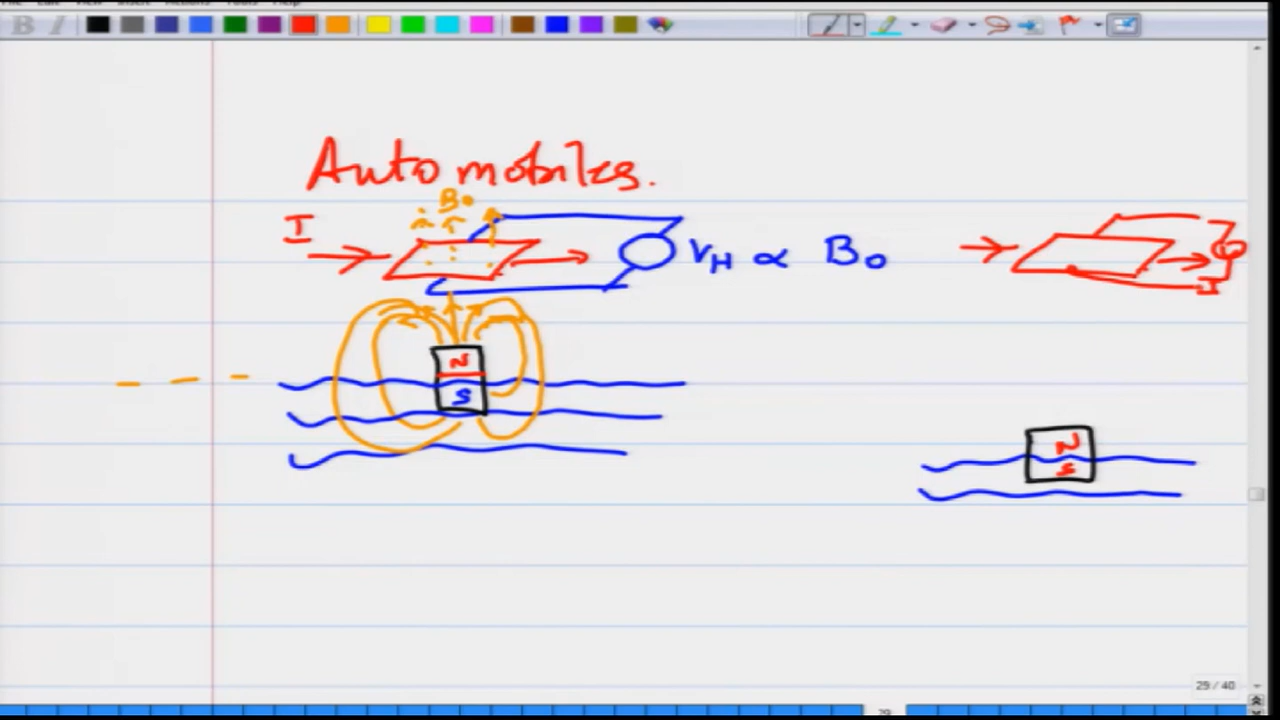 Automobiles.
B₀
I
V_H ∝ B₀
I
N
S
N
S
29 / 40